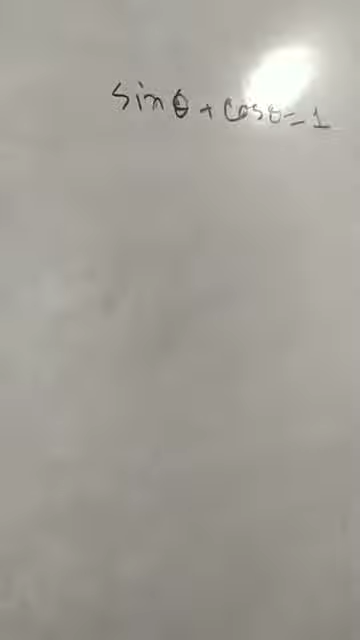 sinθ + cosθ = 1